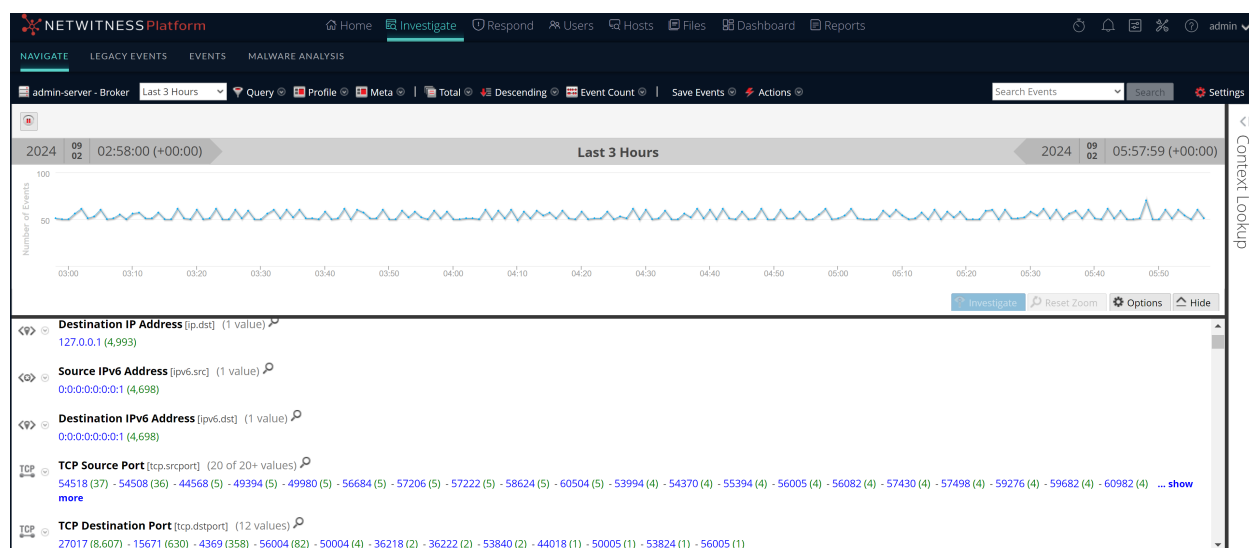 NETWITNESS Platform
Home Investigate Respond Users Hosts Files Dashboard Reports admin
NAVIGATE LEGACY EVENTS EVENTS MALWARE ANALYSIS
admin-server - Broker Last 3 Hours Query Profile Meta | Total Descending Event Count | Save Events Actions Search Events Search Settings
2024 09 02 02:58:00 (+00:00) Last 3 Hours 2024 09 02 05:57:59 (+00:00)
Context Lookup
Number of Events
100
50
0
03:00 03:10 03:20 03:30 03:40 03:50 04:00 04:10 04:20 04:30 04:40 04:50 05:00 05:10 05:20 05:30 05:40 05:50
Investigate Reset Zoom Options Hide
Destination IP Address [ip.dst] (1 value)
127.0.0.1 (4,993)
Source IPv6 Address [ipv6.src] (1 value)
0:0:0:0:0:0:0:1 (4,698)
Destination IPv6 Address [ipv6.dst] (1 value)
0:0:0:0:0:0:0:1 (4,698)
TCP TCP Source Port [tcp.srcport] (20 of 20+ values)
54518 (37) - 54508 (36) - 44568 (5) - 49394 (5) - 49980 (5) - 56684 (5) - 57206 (5) - 57222 (5) - 58624 (5) - 60504 (5) - 53994 (4) - 54370 (4) - 55394 (4) - 56005 (4) - 56082 (4) - 57430 (4) - 57498 (4) - 59276 (4) - 59682 (4) - 60982 (4) ... show
more
TCP TCP Destination Port [tcp.dstport] (12 values)
27017 (8,607) - 15671 (630) - 4369 (358) - 56004 (82) - 50004 (4) - 36218 (2) - 36222 (2) - 53840 (2) - 44018 (1) - 50005 (1) - 53824 (1) - 56005 (1)